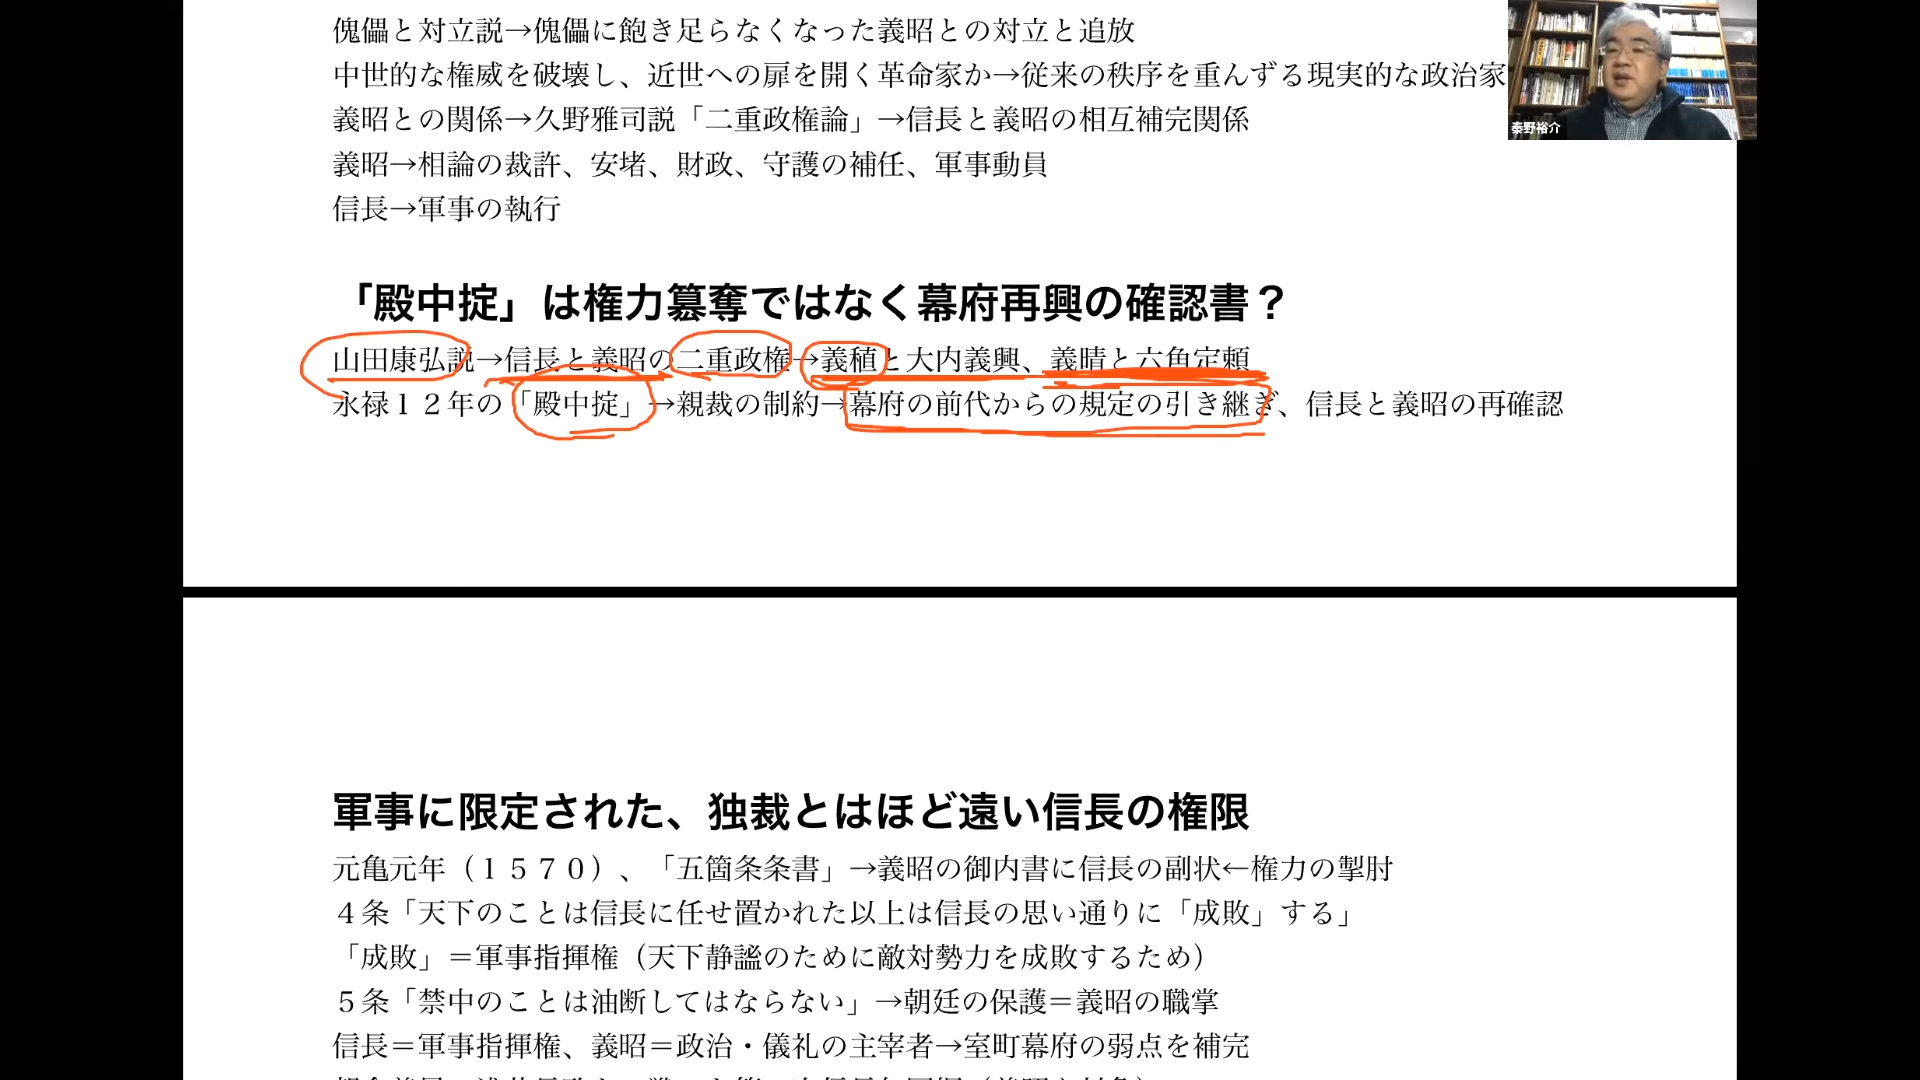 傀儡と対立説→傀儡に飽き足らなくなった義昭との対立と追放
中世的な権威を破壊し、近世への扉を開く革命家か→従来の秩序を重んずる現実的な政治家
義昭との関係→久野雅司説「二重政権論」→信長と義昭の相互補完関係
義昭→相論の裁許、安堵、財政、守護の補任、軍事動員
信長→軍事の執行
秦野裕介
「殿中掟」は権力簒奪ではなく幕府再興の確認書？
山田康弘説→信長と義昭の二重政権→義稙と大内義興、義晴と六角定頼
永禄１２年の「殿中掟」→親裁の制約→幕府の前代からの規定の引き継ぎ、信長と義昭の再確認
軍事に限定された、独裁とはほど遠い信長の権限
元亀元年（１５７０）、「五箇条条書」→義昭の御内書に信長の副状←権力の掣肘
４条「天下のことは信長に任せ置かれた以上は信長の思い通りに「成敗」する」
「成敗」＝軍事指揮権（天下静謐のために敵対勢力を成敗するため）
５条「禁中のことは油断してはならない」→朝廷の保護＝義昭の職掌
信長＝軍事指揮権、義昭＝政治・儀礼の主宰者→室町幕府の弱点を補完